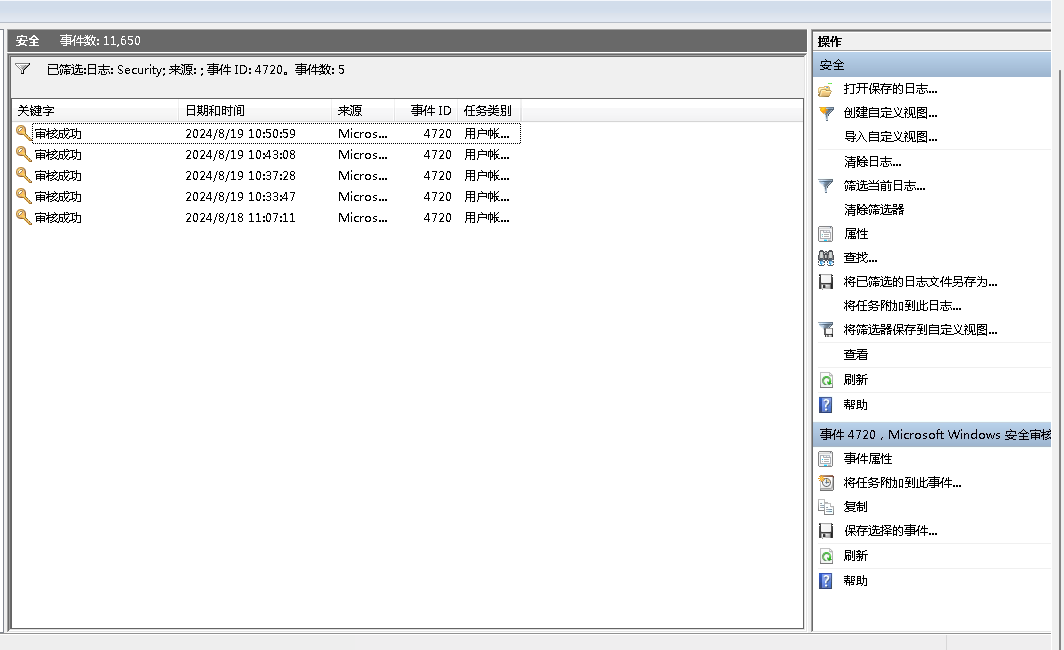 安全 事件数: 11,650
已筛选:日志: Security; 来源: ; 事件 ID: 4720。事件数: 5
关键字 日期和时间 来源 事件 ID 任务类别
审核成功 2024/8/19 10:50:59 Micros... 4720 用户帐...
审核成功 2024/8/19 10:43:08 Micros... 4720 用户帐...
审核成功 2024/8/19 10:37:28 Micros... 4720 用户帐...
审核成功 2024/8/19 10:33:47 Micros... 4720 用户帐...
审核成功 2024/8/18 11:07:11 Micros... 4720 用户帐...
操作
安全
打开保存的日志...
创建自定义视图...
导入自定义视图...
清除日志...
筛选当前日志...
清除筛选器
属性
查找...
将已筛选的日志文件另存为...
将任务附加到此日志...
将筛选器保存到自定义视图...
查看
刷新
帮助
事件 4720，Microsoft Windows 安全审核
事件属性
将任务附加到此事件...
复制
保存选择的事件...
刷新
帮助